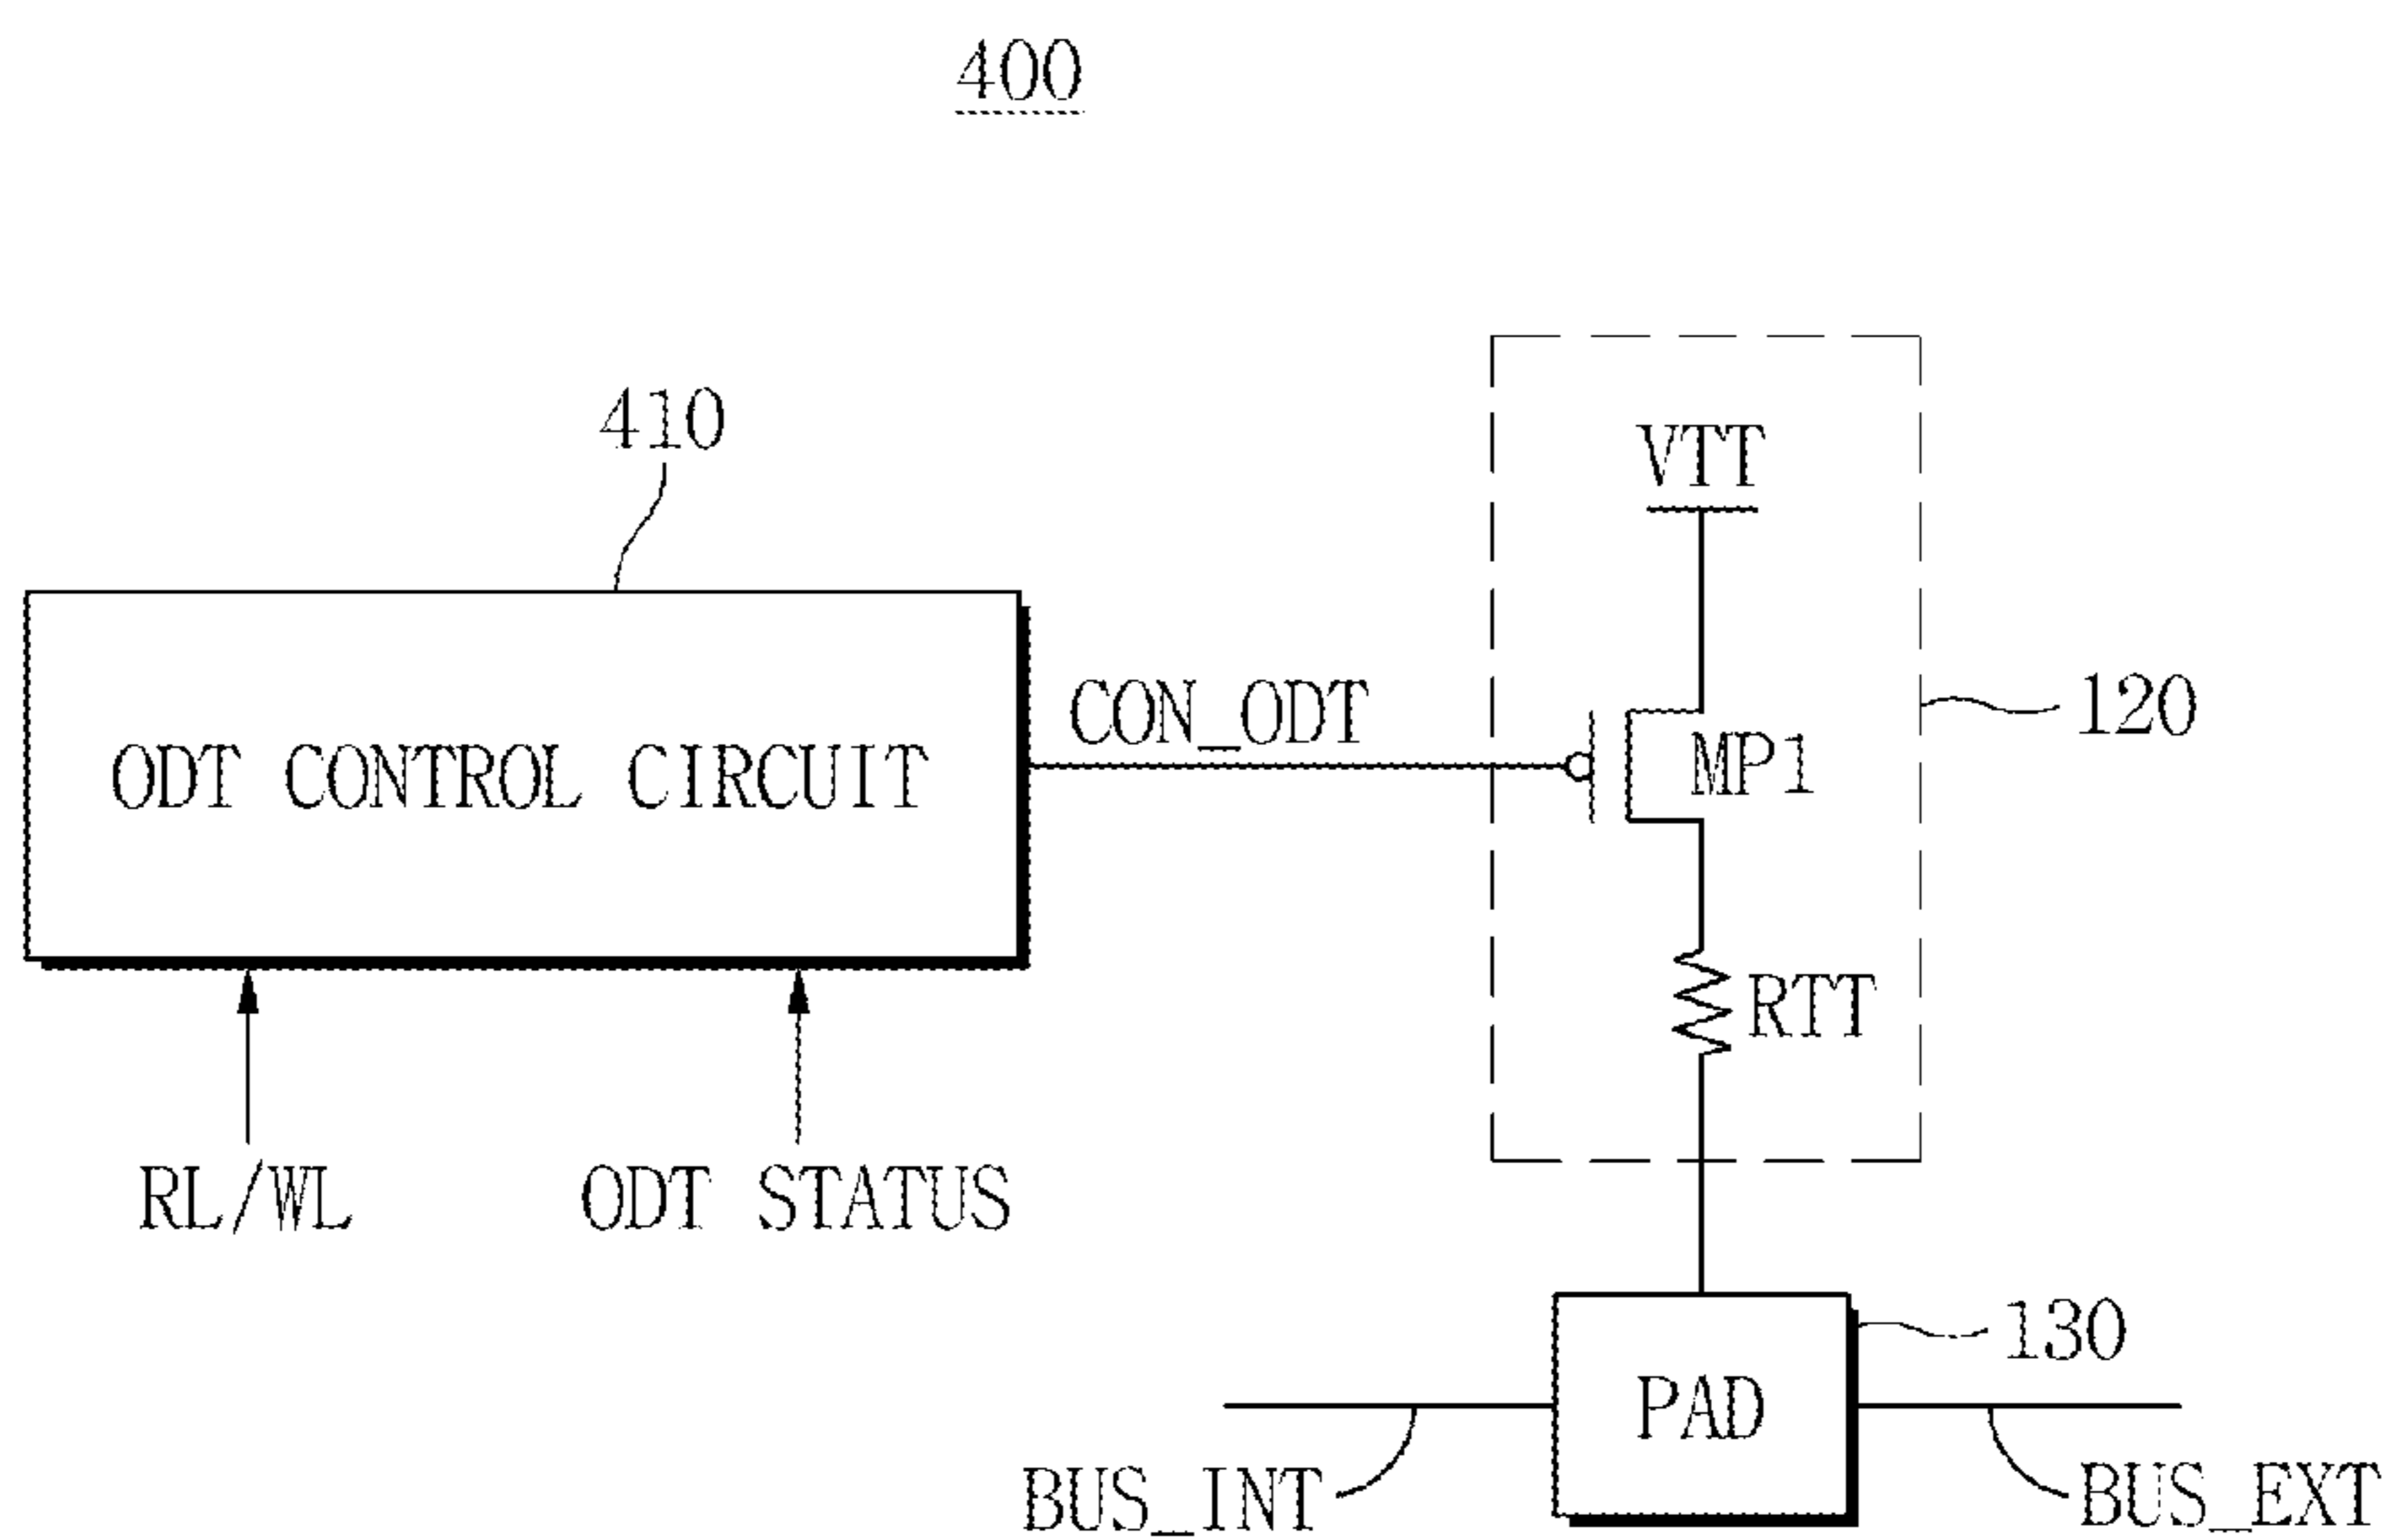 400
410
VTT
120
CON_ODT
MP1
ODT CONTROL CIRCUIT
RTT
RL/WL
ODT STATUS
130
PAD
BUS_INT
BUS_EXT